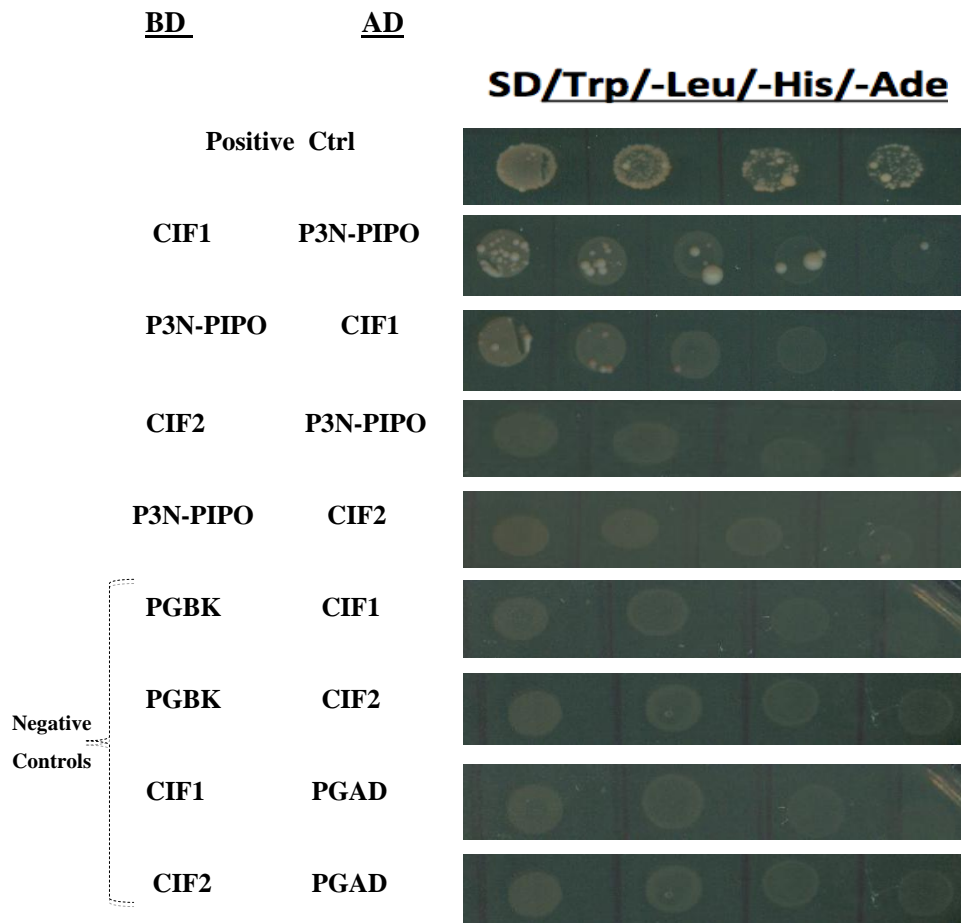 BD AD
SD/Trp/-Leu/-His/-Ade
Positive Ctrl
CIF1 P3N-PIPO
P3N-PIPO CIF1
CIF2 P3N-PIPO
P3N-PIPO CIF2
PGBK CIF1
PGBK CIF2
Negative
Controls
CIF1 PGAD
CIF2 PGAD